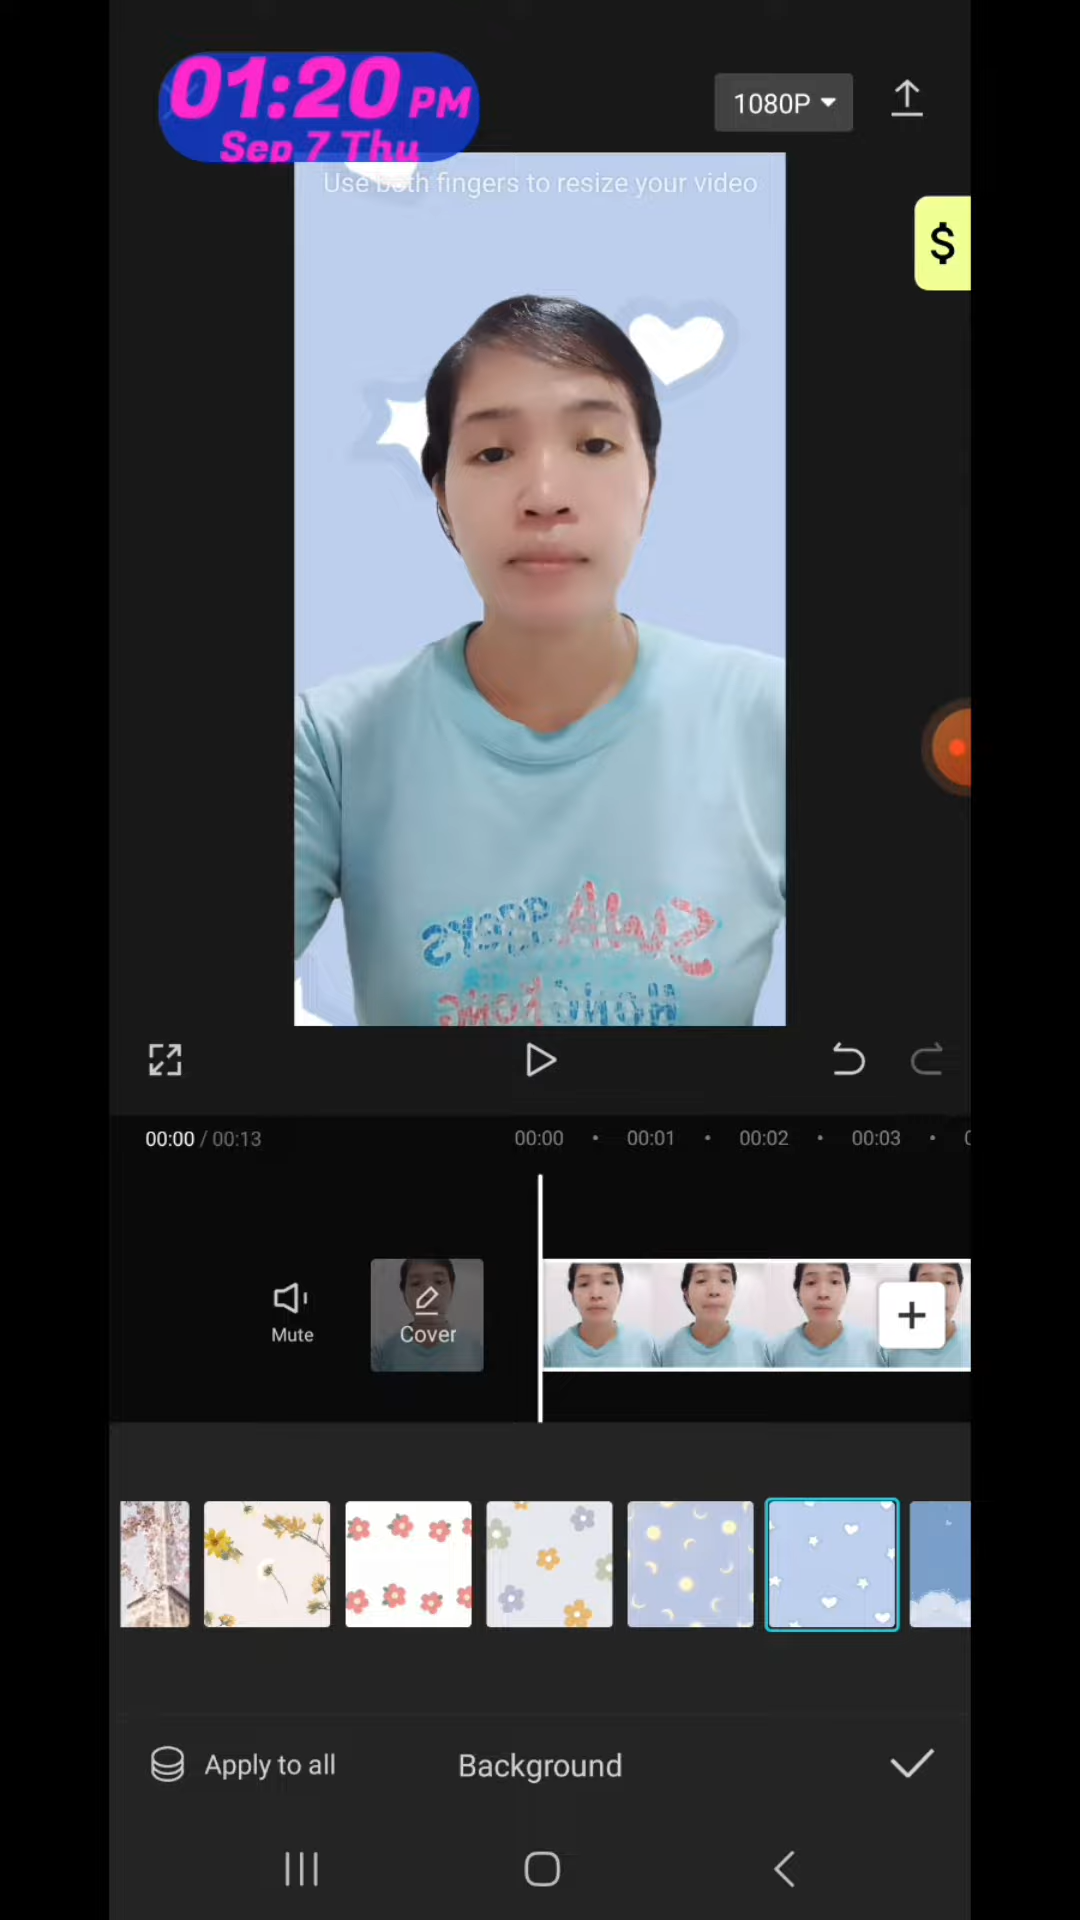 01:20 PM
Sep 7 Thu
1080P
Use both fingers to resize your video
$
00:00 / 00:13
00:00
00:01
00:02
00:03
Mute
Cover
Apply to all
Background